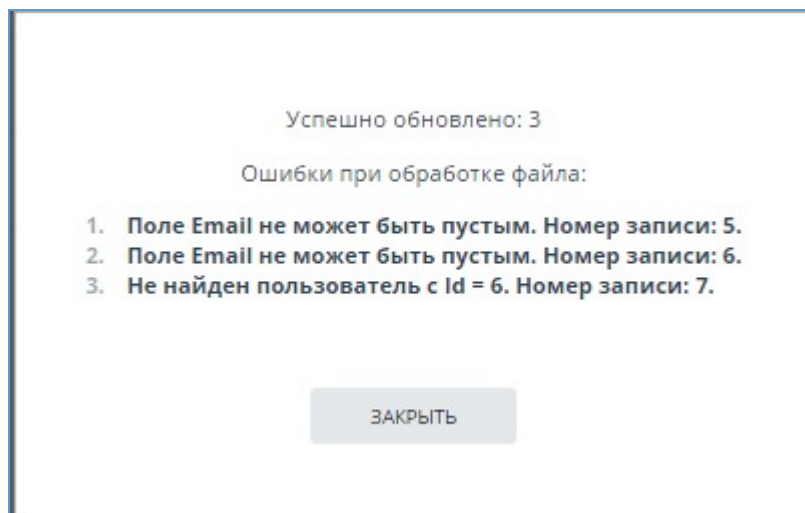 Успешно обновлено: 3
Ошибки при обработке файла:
1. Поле Email не может быть пустым. Номер записи: 5.
2. Поле Email не может быть пустым. Номер записи: 6.
3. Не найден пользователь с Id = 6. Номер записи: 7.
ЗАКРЫТЬ